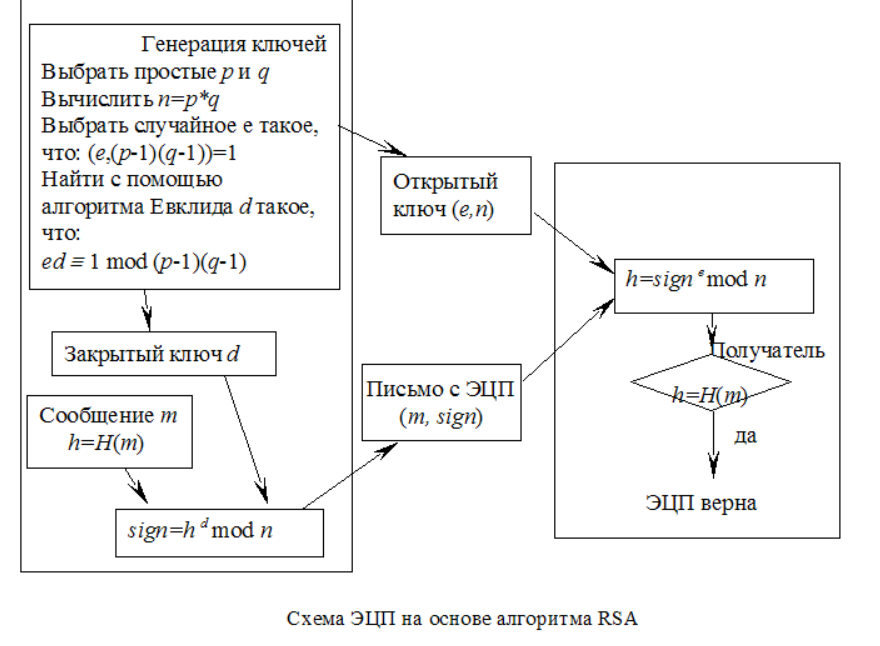 Генерация ключей
Выбрать простые p и q
Вычислить n=p*q
Выбрать случайное е такое,
что: (e,(p-1)(q-1))=1
Найти с помощью
алгоритма Евклида d такое,
что:
ed ≡ 1 mod (p-1)(q-1)
Открытый
ключ (e,n)
Закрытый ключ d
Сообщение m
h=H(m)
sign=h^d mod n
Письмо с ЭЦП
(m, sign)
h=sign^e mod n
Получатель
h=H(m)
да
ЭЦП верна
Схема ЭЦП на основе алгоритма RSA